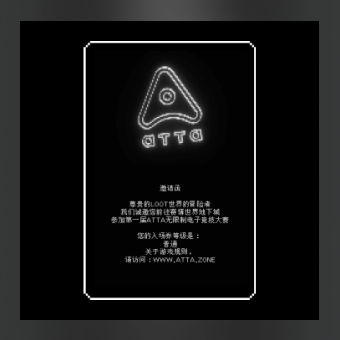 ATTA
邀请函
尊贵的LOOT世界的冒险者
我们诚邀您前往赛博世界地下城
参加第一届ATTA无限制电子竞技大赛
您的入场券等级是：
普通
关于游戏规则，
请访问：WWW.ATTA.ZONE